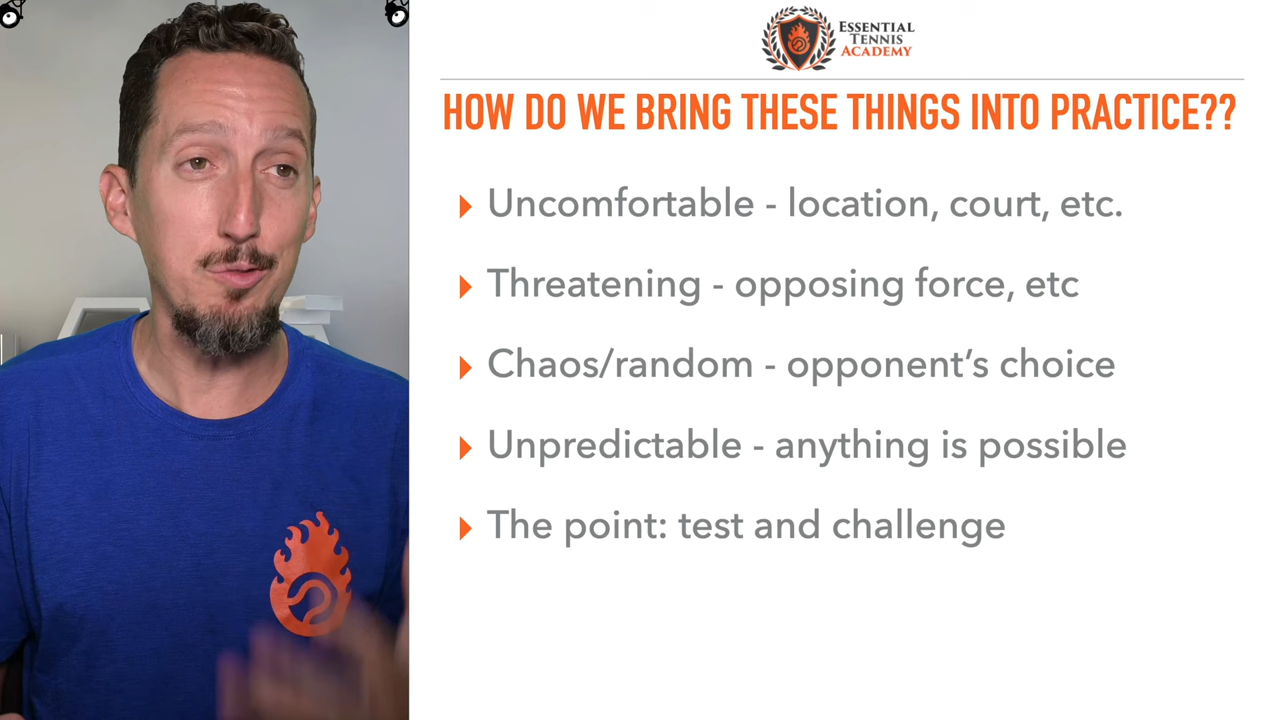 ESSENTIAL
TENNIS
ACADEMY
HOW DO WE BRING THESE THINGS INTO PRACTICE??
Uncomfortable - location, court, etc.
Threatening - opposing force, etc
Chaos/random - opponent’s choice
Unpredictable - anything is possible
The point: test and challenge